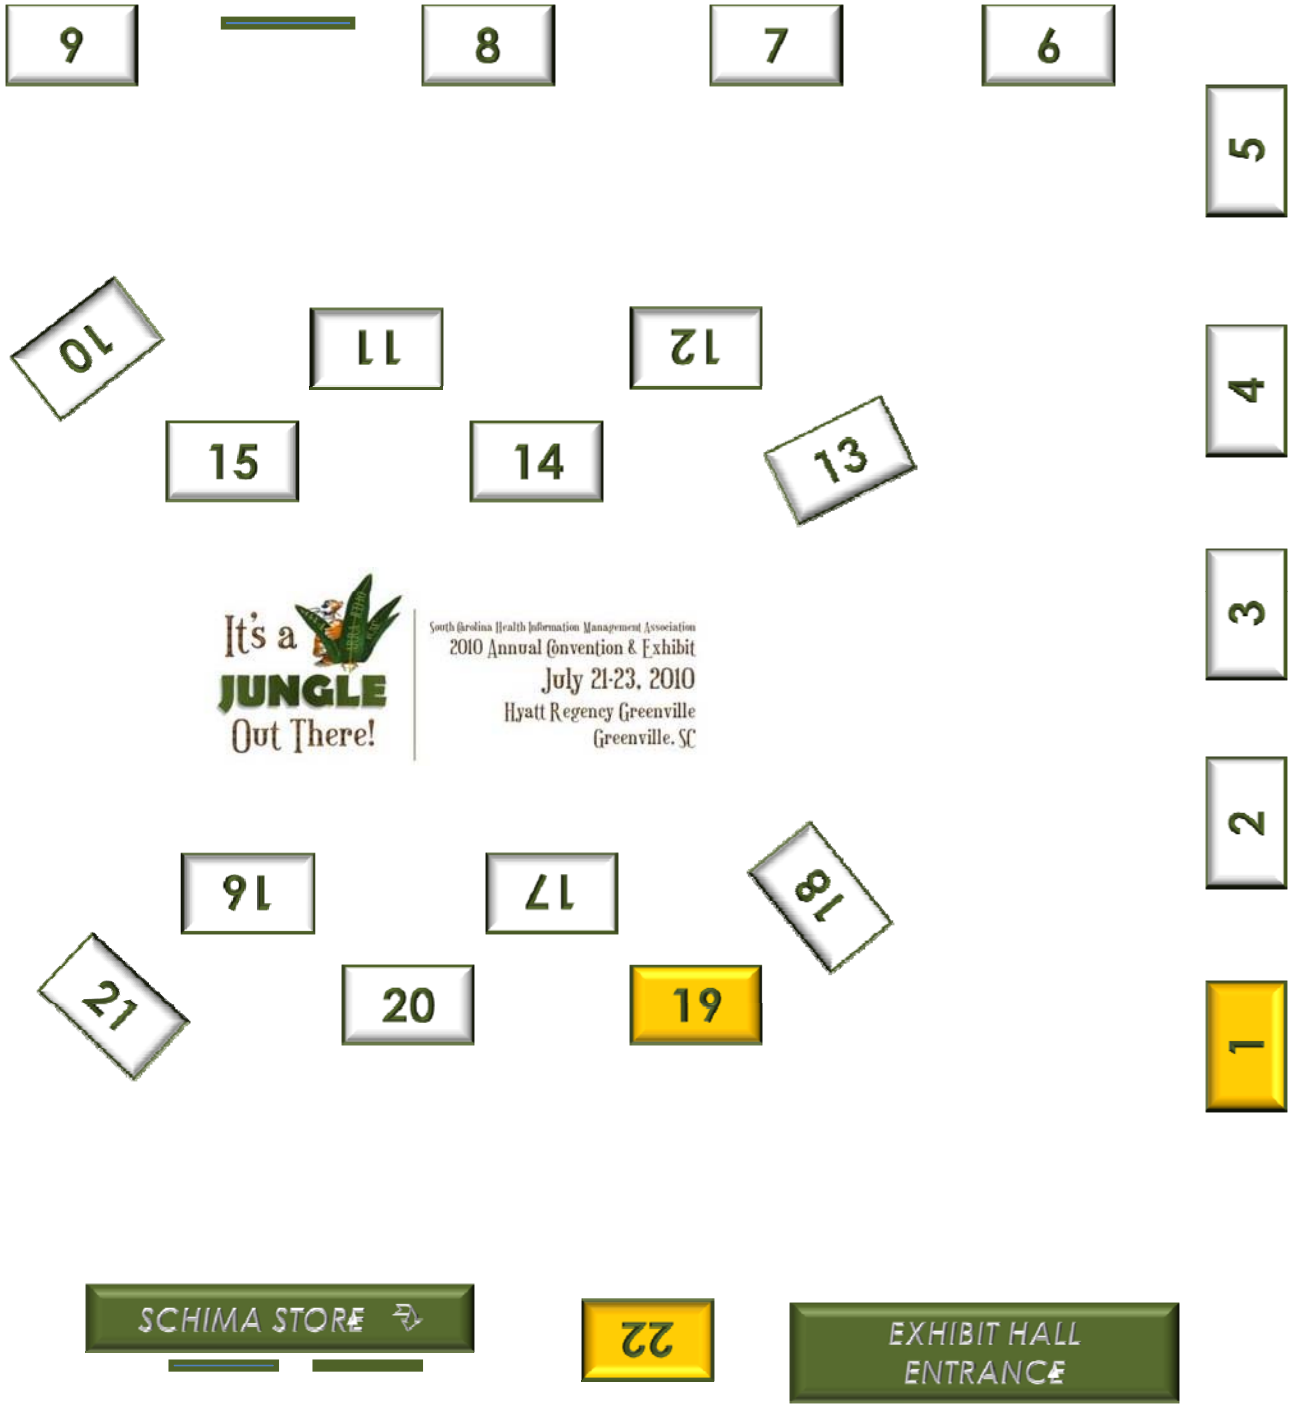 9
8
7
6
5
10
11
12
4
15
14
13
It's a
JUNGLE
Out There!
South Carolina Health Information Management Association
2010 Annual Convention & Exhibit
July 21-23, 2010
Hyatt Regency Greenville
Greenville, SC
3
2
16
17
18
21
20
19
1
SCHIMA STORE
22
EXHIBIT HALL
ENTRANCE